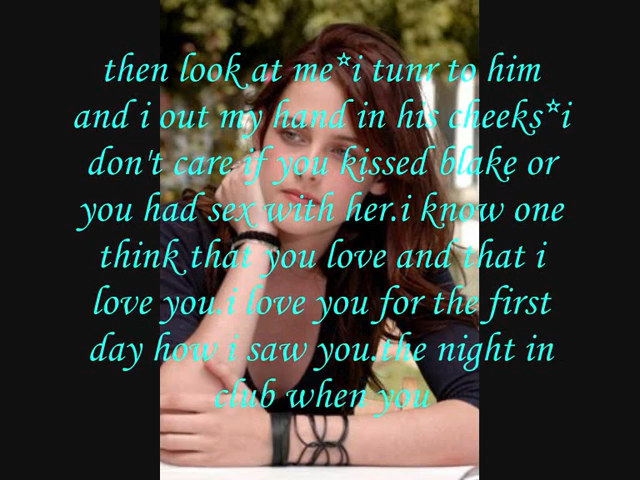 then look at me*i tunr to him
and i out my hand in his cheeks*i
don't care if you kissed blake or
you had sex with her.i know one
think that you love and that i
love you.i love you for the first
day how i saw you.the night in
club when you